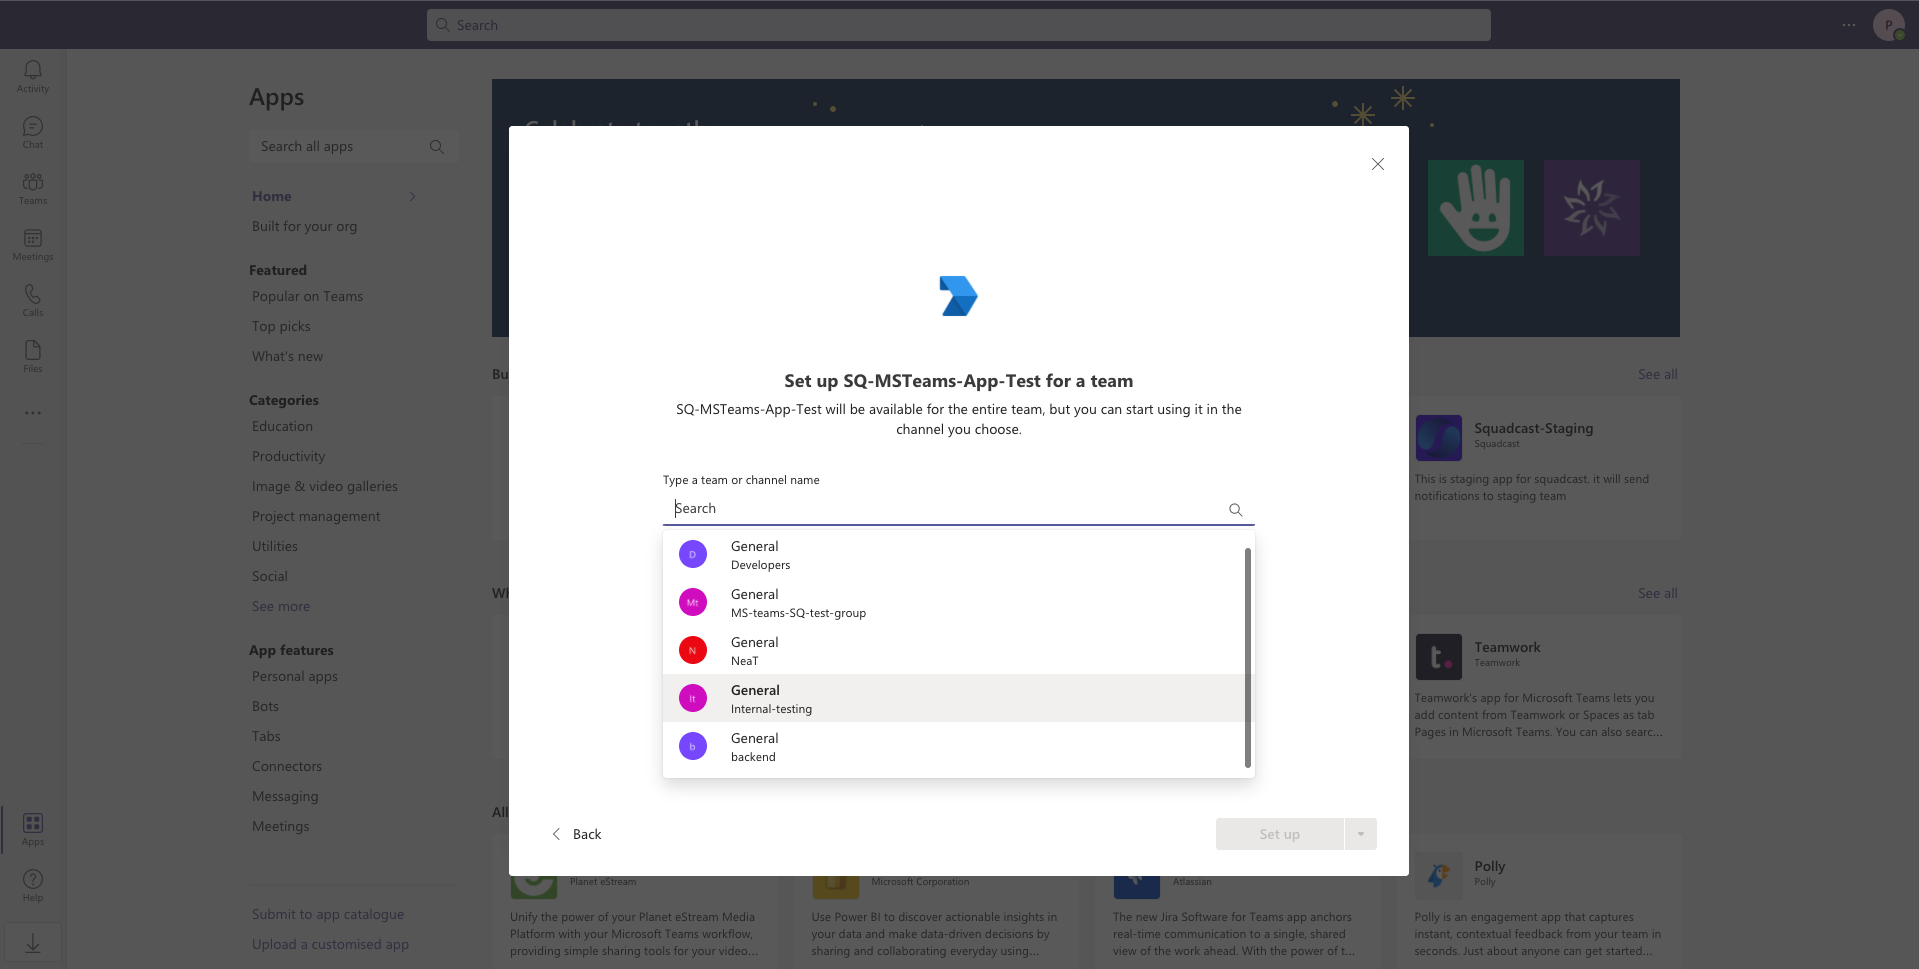 Search
P
Activity
Chat
Teams
Meetings
Calls
Files
Apps
Help
Apps
Search all apps
Home
Built for your org
Featured
Popular on Teams
Top picks
What's new
Categories
Education
Productivity
Image & video galleries
Project management
Utilities
Social
See more
App features
Personal apps
Bots
Tabs
Connectors
Messaging
Meetings
Submit to app catalogue
Upload a customised app
Set up SQ-MSTeams-App-Test for a team
SQ-MSTeams-App-Test will be available for the entire team, but you can start using it in the
channel you choose.
Type a team or channel name
Search
D
General
Developers
Mt
General
MS-teams-SQ-test-group
N
General
NeaT
It
General
Internal-testing
b
General
backend
Back
Set up
See all
Squadcast-Staging
Squadcast
This is staging app for squadcast. it will send
notifications to staging team
See all
t.
Teamwork
Teamwork
Teamwork's app for Microsoft Teams lets you
add content from Teamwork or Spaces as tab
Pages in Microsoft Teams. You can also searc...
All
Planet eStream
Unify the power of your Planet eStream Media
Platform with your Microsoft Teams workflow,
providing simple sharing tools for your video...
Microsoft Corporation
Use Power BI to discover actionable insights in
your data and make data-driven decisions by
sharing and collaborating everyday using...
Atlassian
The new Jira Software for Teams app anchors
real-time communication to a single, shared
view of the work ahead. With the power of t...
Polly
Polly
Polly is an engagement app that captures
instant, contextual feedback from your team in
seconds. Just about anyone can get started...